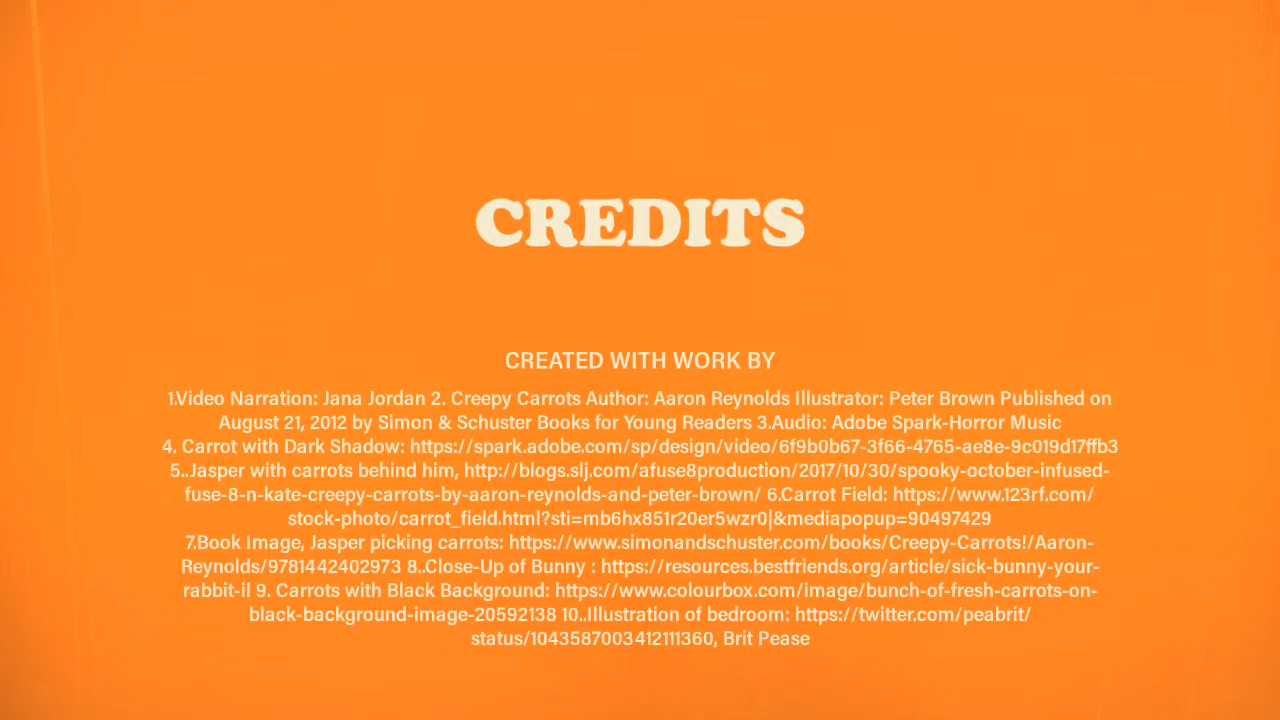 CREDITS
CREATED WITH WORK BY
1.Video Narration: Jana Jordan 2. Creepy Carrots Author: Aaron Reynolds Illustrator: Peter Brown Published on
August 21, 2012 by Simon & Schuster Books for Young Readers 3.Audio: Adobe Spark-Horror Music
4. Carrot with Dark Shadow: https://spark.adobe.com/sp/design/video/6f9b0b67-3f66-4765-ae8e-9c019d17ffb3
5..Jasper with carrots behind him, http://blogs.slj.com/afuse8production/2017/10/30/spooky-october-infused-
fuse-8-n-kate-creepy-carrots-by-aaron-reynolds-and-peter-brown/ 6.Carrot Field: https://www.123rf.com/
stock-photo/carrot_field.html?sti=mb6hx851r20er5wzr0|&mediapopup=90497429
7.Book Image, Jasper picking carrots: https://www.simonandschuster.com/books/Creepy-Carrots!/Aaron-
Reynolds/9781442402973 8..Close-Up of Bunny : https://resources.bestfriends.org/article/sick-bunny-your-
rabbit-il 9. Carrots with Black Background: https://www.colourbox.com/image/bunch-of-fresh-carrots-on-
black-background-image-20592138 10..Illustration of bedroom: https://twitter.com/peabrit/
status/1043587003412111360, Brit Pease